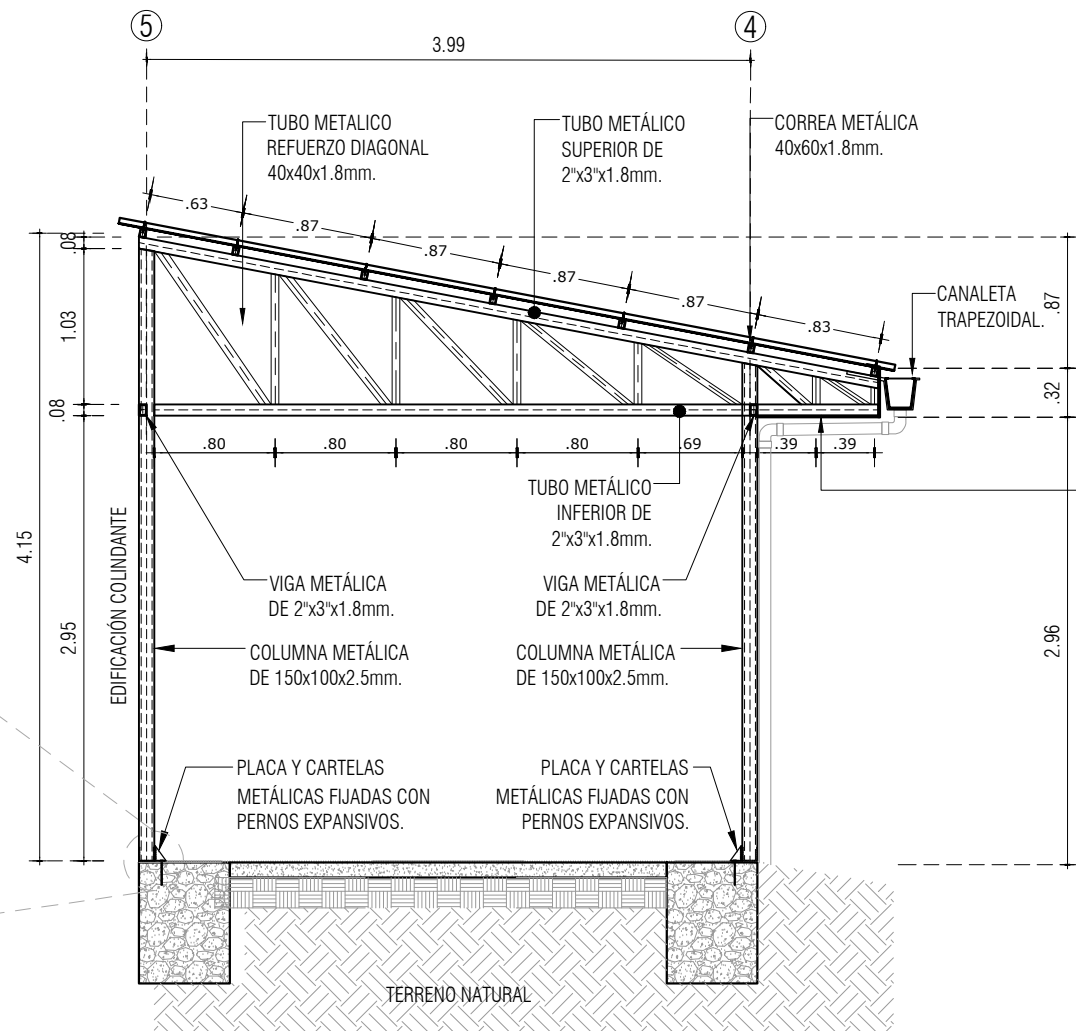 5
4
3.99
TUBO METALICO
REFUERZO DIAGONAL
40x40x1.8mm.
TUBO METÁLICO
SUPERIOR DE
2"x3"x1.8mm.
CORREA METÁLICA
40x60x1.8mm.
.63
.87
.87
.87
.87
.83
CANALETA
TRAPEZOIDAL.
.08
1.03
.08
2.95
4.15
.87
.32
2.96
.80
.80
.80
.80
.69
.39
.39
TUBO METÁLICO
INFERIOR DE
2"x3"x1.8mm.
EDIFICACIÓN COLINDANTE
VIGA METÁLICA
DE 2"x3"x1.8mm.
VIGA METÁLICA
DE 2"x3"x1.8mm.
COLUMNA METÁLICA
DE 150x100x2.5mm.
COLUMNA METÁLICA
DE 150x100x2.5mm.
PLACA Y CARTELAS
METÁLICAS FIJADAS CON
PERNOS EXPANSIVOS.
PLACA Y CARTELAS
METÁLICAS FIJADAS CON
PERNOS EXPANSIVOS.
TERRENO NATURAL